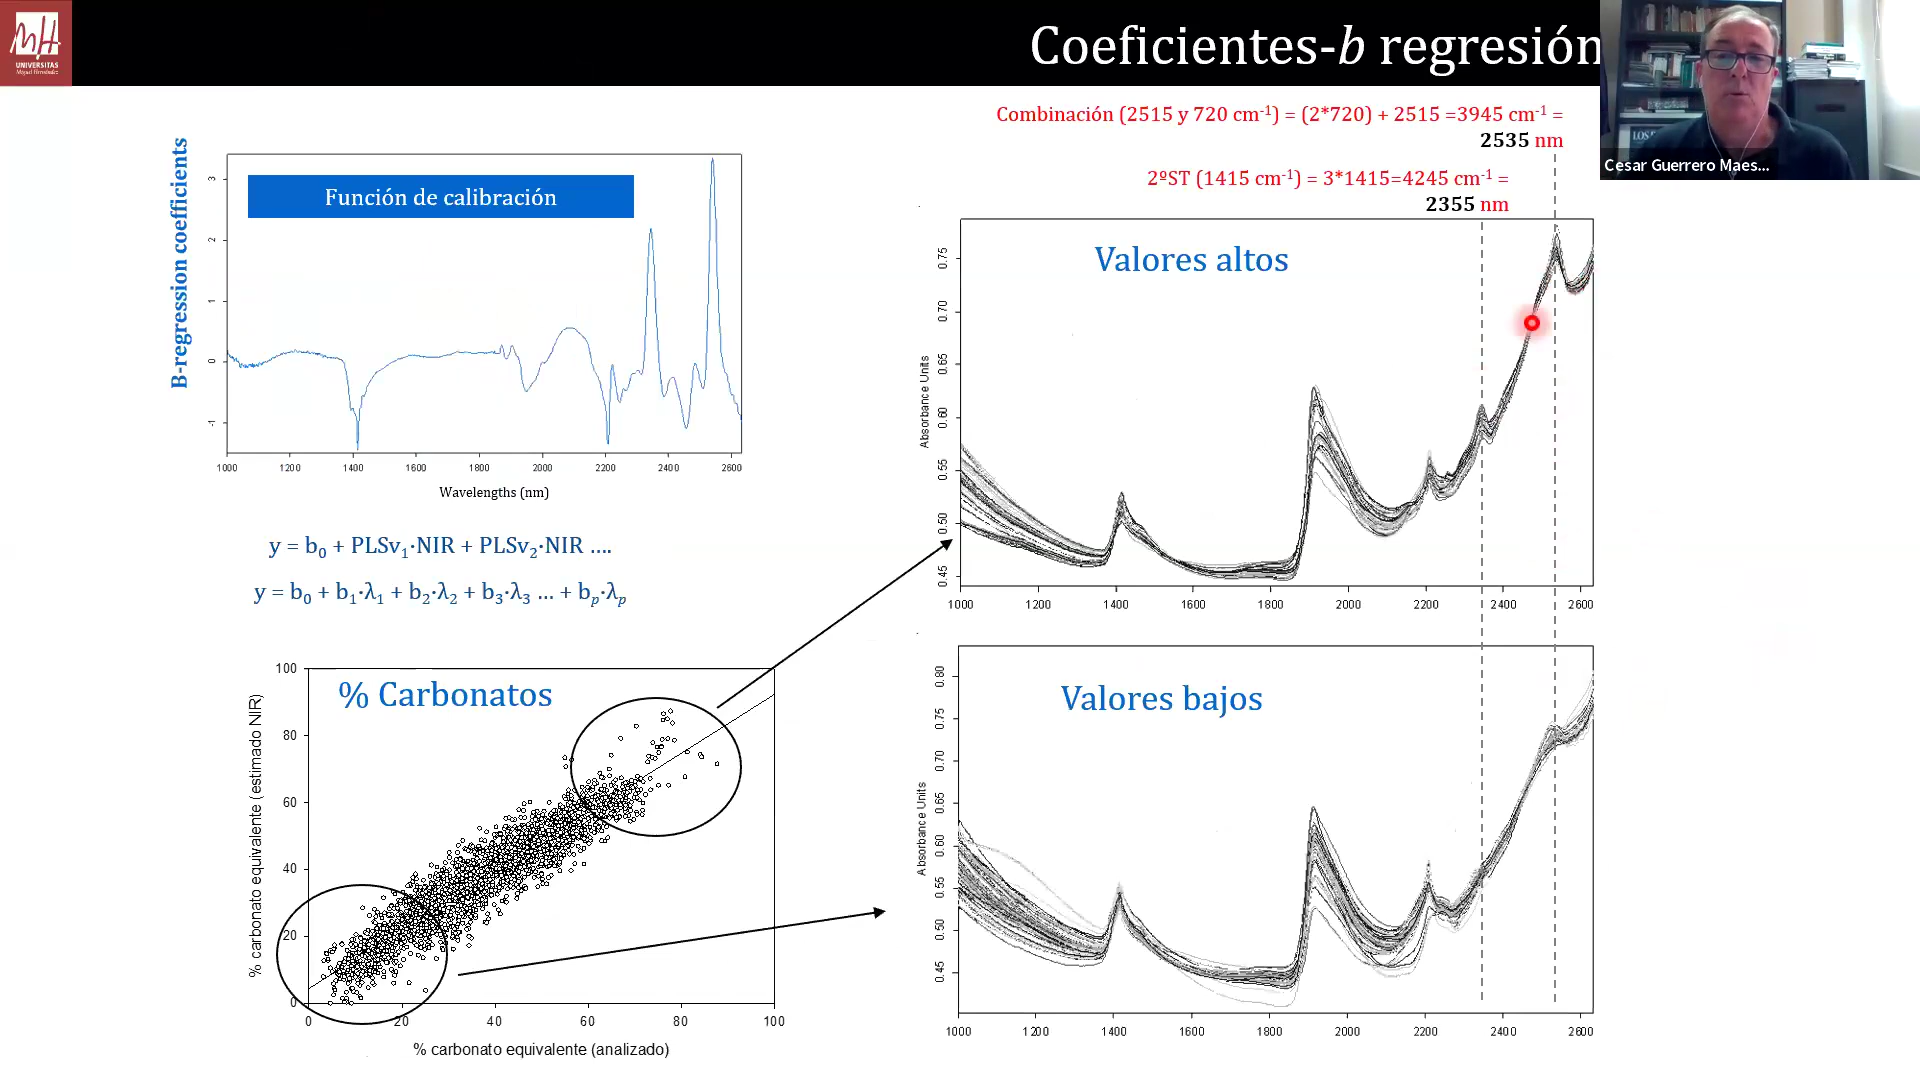 UNIVERSITAS
Miguel Hernández
Coeficientes-b regresión
Cesar Guerrero Maes...
Combinación (2515 y 720 cm⁻¹) = (2*720) + 2515 =3945 cm⁻¹ =
2535 nm
2ºST (1415 cm⁻¹) = 3*1415=4245 cm⁻¹ =
2355 nm
B-regression coefficients
Función de calibración
3
2
1
0
-1
1000 1200 1400 1600 1800 2000 2200 2400 2600
Wavelengths (nm)
y = b₀ + PLSv₁·NIR + PLSv₂·NIR ....
y = b₀ + b₁·λ₁ + b₂·λ₂ + b₃·λ₃ ... + bₚ·λₚ
% Carbonatos
% carbonato equivalente (estimado NIR)
100
80
60
40
20
0
0 20 40 60 80 100
% carbonato equivalente (analizado)
Valores altos
Absorbance Units
0.75
0.70
0.65
0.60
0.55
0.50
0.45
1000 1200 1400 1600 1800 2000 2200 2400 2600
Valores bajos
Absorbance Units
0.80
0.75
0.70
0.65
0.60
0.55
0.50
0.45
1000 1200 1400 1600 1800 2000 2200 2400 2600